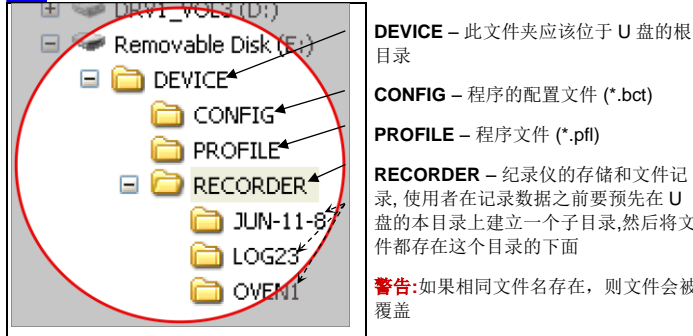 DRV1_VOL3 (D:)
Removable Disk (E:)
DEVICE
CONFIG
PROFILE
RECORDER
JUN-11-8
LOG23
OVEN1
DEVICE – 此文件夹应该位于 U 盘的根
目录
CONFIG – 程序的配置文件 (*.bct)
PROFILE – 程序文件 (*.pfl)
RECORDER – 纪录仪的存储和文件记
录, 使用者在记录数据之前要预先在 U
盘的本目录上建立一个子目录,然后将文
件都存在这个目录的下面
警告:如果相同文件名存在，则文件会被
覆盖